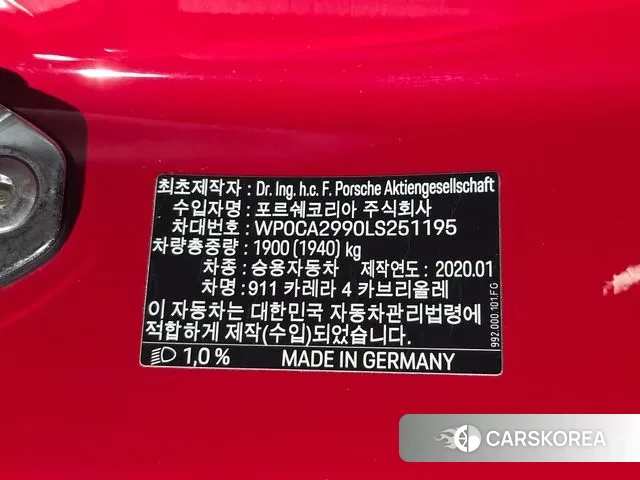 최초제작자 : Dr. Ing. h.c. F. Porsche Aktiengesellschaft
수입자명 : 포르쉐코리아 주식회사
차대번호 : WP0CA2990LS251195
차량총중량 : 1900 (1940) kg
차종 : 승용자동차 제작연도 : 2020.01
차명 : 911 카레라 4 카브리올레
이 자동차는 대한민국 자동차관리법령에
적합하게 제작(수입)되었습니다.
1,0 % MADE IN GERMANY
992.000.101.FG
CARSKOREA